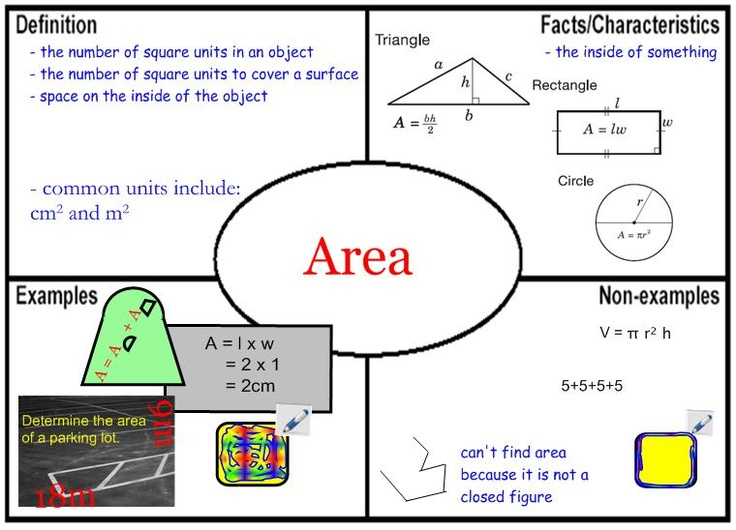 Definition
- the number of square units in an object
- the number of square units to cover a surface
- space on the inside of the object
- common units include:
cm² and m²
Facts/Characteristics
- the inside of something
Triangle
a
h
c
b
A = bh/2
Rectangle
l
w
A = lw
Circle
r
A = πr²
Area
Examples
A = A + A
A = l x w
= 2 x 1
= 2cm
Determine the area
of a parking lot.
9m
18m
Non-examples
V = π r² h
5+5+5+5
can't find area
because it is not a
closed figure